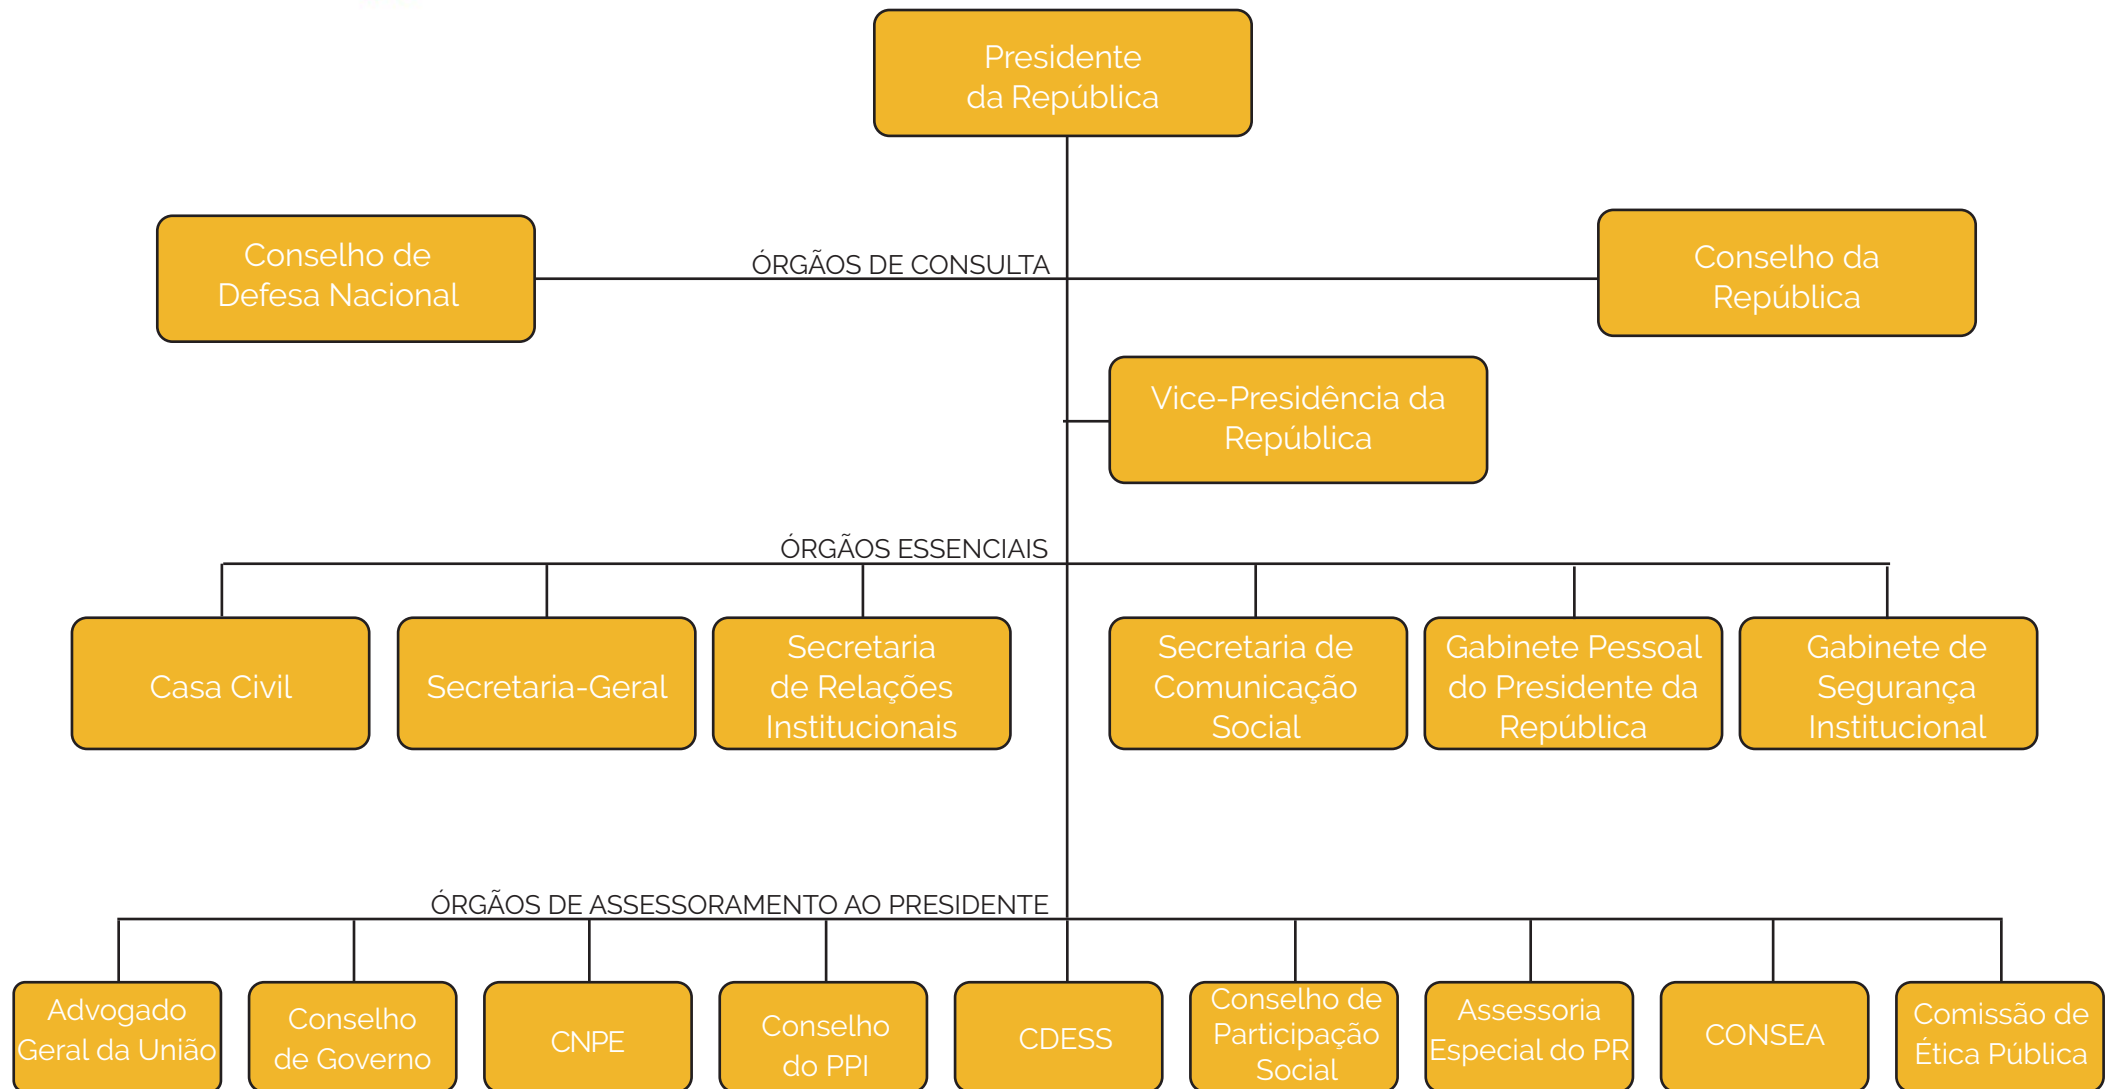 Presidente
da República
ÓRGÃOS DE CONSULTA
Conselho de
Defesa Nacional
Conselho da
República
Vice-Presidência da
República
ÓRGÃOS ESSENCIAIS
Casa Civil
Secretaria-Geral
Secretaria
de Relações
Institucionais
Secretaria de
Comunicação
Social
Gabinete Pessoal
do Presidente da
República
Gabinete de
Segurança
Institucional
ÓRGÃOS DE ASSESSORAMENTO AO PRESIDENTE
Advogado
Geral da União
Conselho
de Governo
CNPE
Conselho
do PPI
CDESS
Conselho de
Participação
Social
Assessoria
Especial do PR
CONSEA
Comissão de
Ética Pública